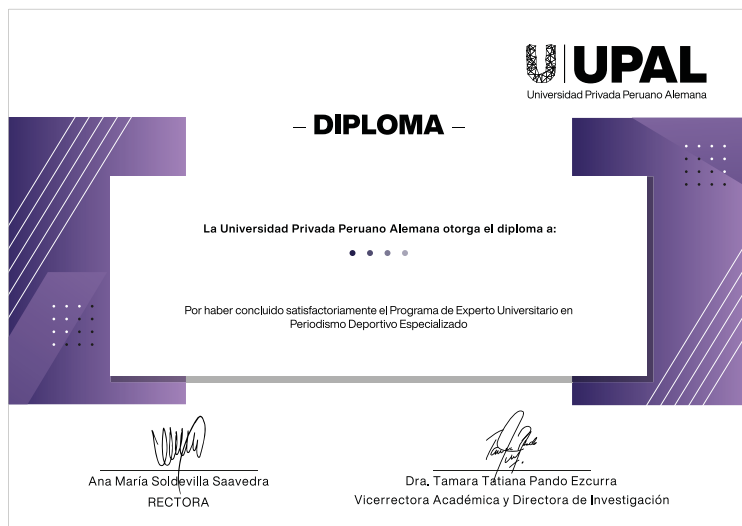 UPAL
Universidad Privada Peruano Alemana
– DIPLOMA –
La Universidad Privada Peruano Alemana otorga el diploma a:
Por haber concluido satisfactoriamente el Programa de Experto Universitario en
Periodismo Deportivo Especializado
Ana María Soldevilla Saavedra
RECTORA
Dra. Tamara Tatiana Pando Ezcurra
Vicerrectora Académica y Directora de Investigación